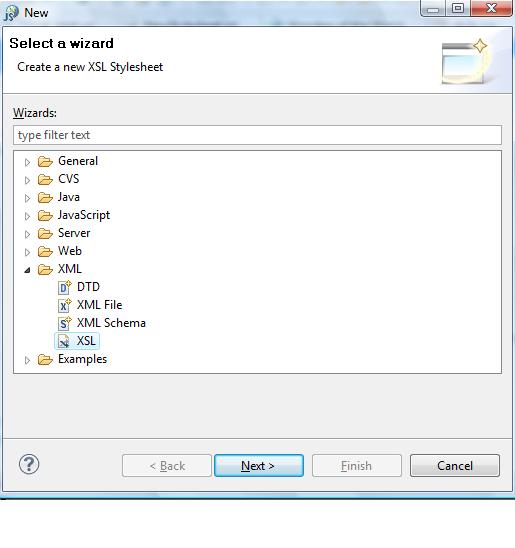 New
Select a wizard
Create a new XSL Stylesheet
Wizards:
type filter text
General
CVS
Java
JavaScript
Server
Web
XML
DTD
XML File
XML Schema
XSL
Examples
< Back Next > Finish Cancel